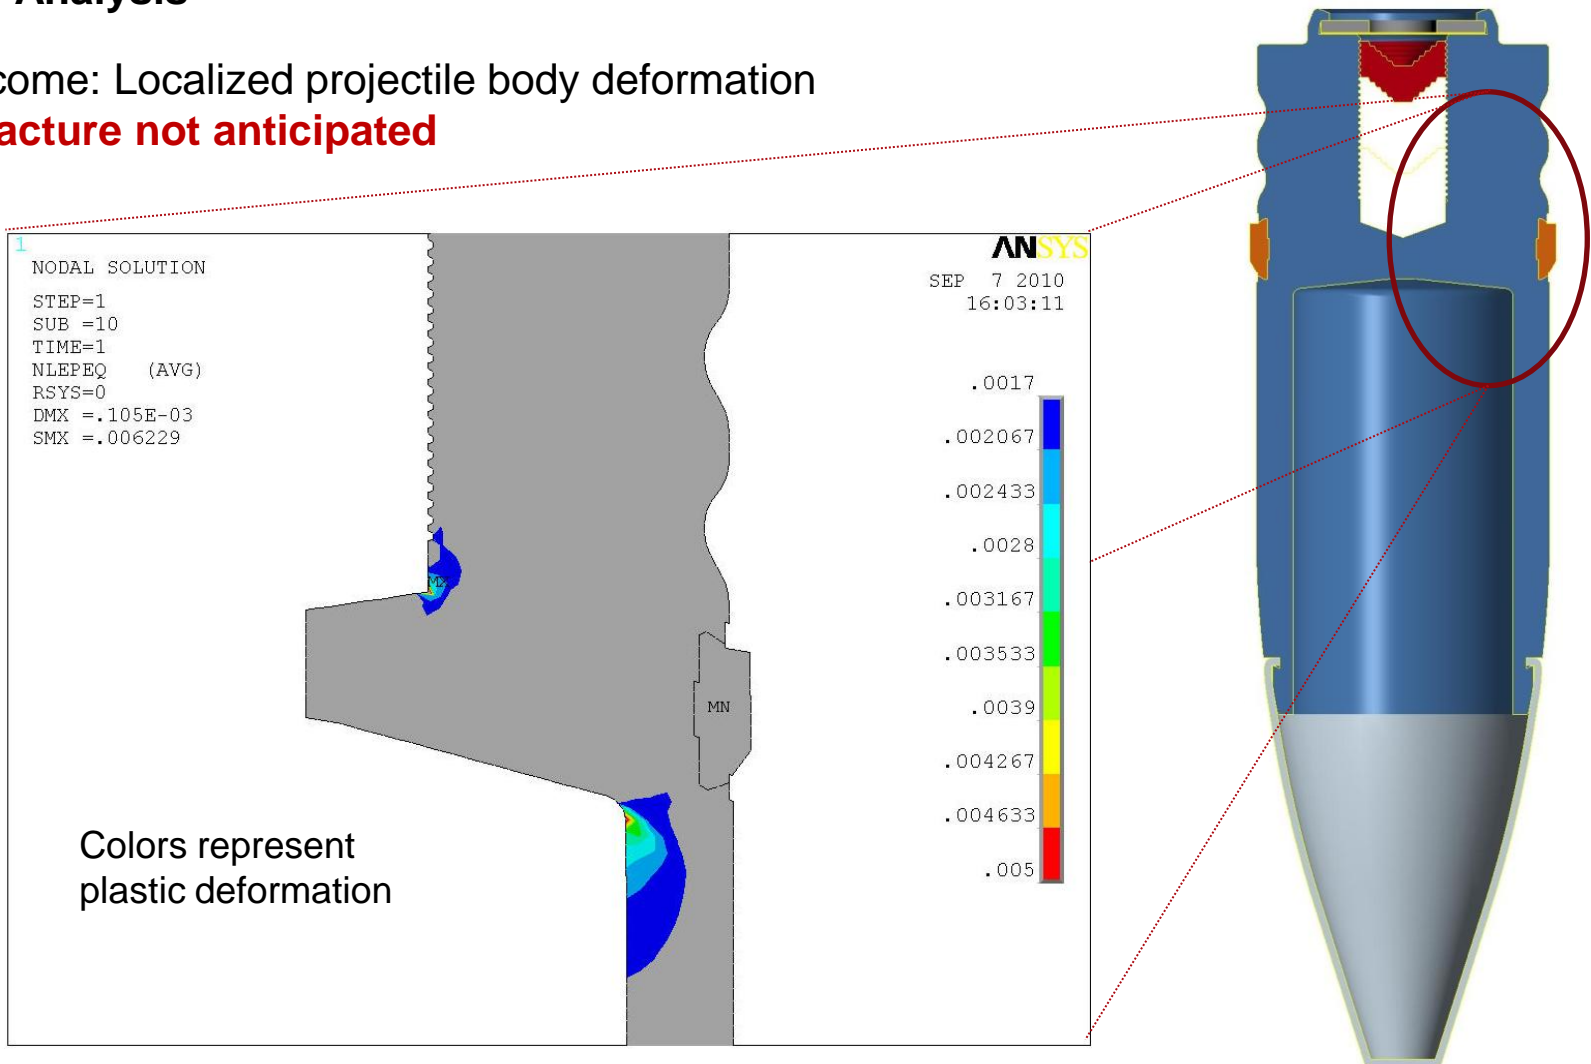 Analysis
come: Localized projectile body deformation
acture not anticipated
1
NODAL SOLUTION
STEP=1
SUB =10
TIME=1
NLEPEQ (AVG)
RSYS=0
DMX =.105E-03
SMX =.006229
ANSYS
SEP 7 2010
16:03:11
.0017
.002067
.002433
.0028
.003167
.003533
.0039
.004267
.004633
.005
MX
MN
Colors represent
plastic deformation